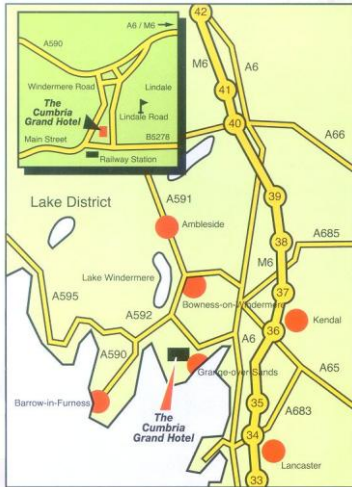 A6 / M6
A590
Windermere Road
Lindale
The
Cumbria
Grand Hotel
Lindale Road
Main Street
B5278
Railway Station
42
M6
A6
41
40
A66
39
Lake District
A591
Ambleside
38
A685
M6
Lake Windermere
37
A595
Bowness-on-Windermere
A592
Kendal
A6
36
A590
Grange-over-Sands
A65
Barrow-in-Furness
The
Cumbria
Grand Hotel
35
A683
34
Lancaster
33